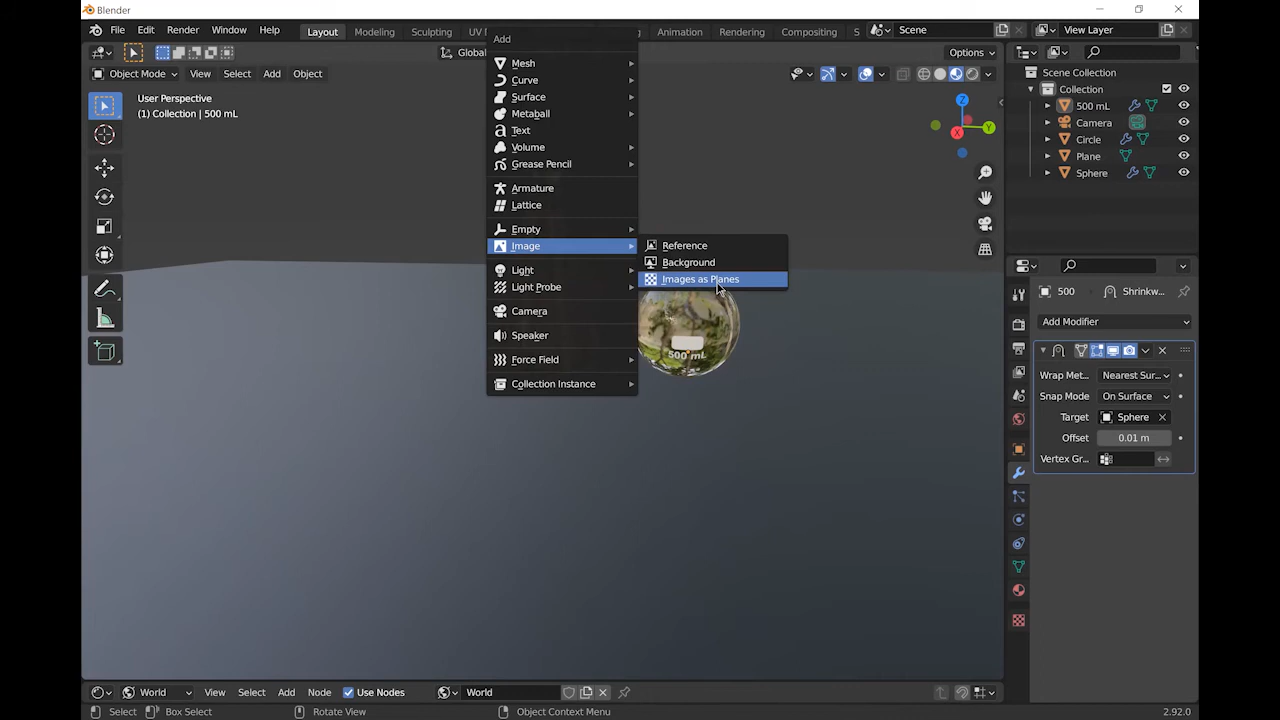 Blender
File Edit Render Window Help Layout Modeling Sculpting UV Animation Rendering Compositing S Scene View Layer
Global Options
Object Mode View Select Add Object
User Perspective
(1) Collection | 500 mL
Add
Mesh
Curve
Surface
Metaball
Text
Volume
Grease Pencil
Armature
Lattice
Empty
Image
Light
Light Probe
Camera
Speaker
Force Field
Collection Instance
Reference
Background
Images as Planes
500 mL
Z
Y
X
Scene Collection
Collection
500 mL
Camera
Circle
Plane
Sphere
500 Shrinkw...
Add Modifier
Wrap Met... Nearest Sur...
Snap Mode On Surface
Target Sphere
Offset 0.01 m
Vertex Gr...
World View Select Add Node Use Nodes World
Select Box Select Rotate View Object Context Menu 2.92.0